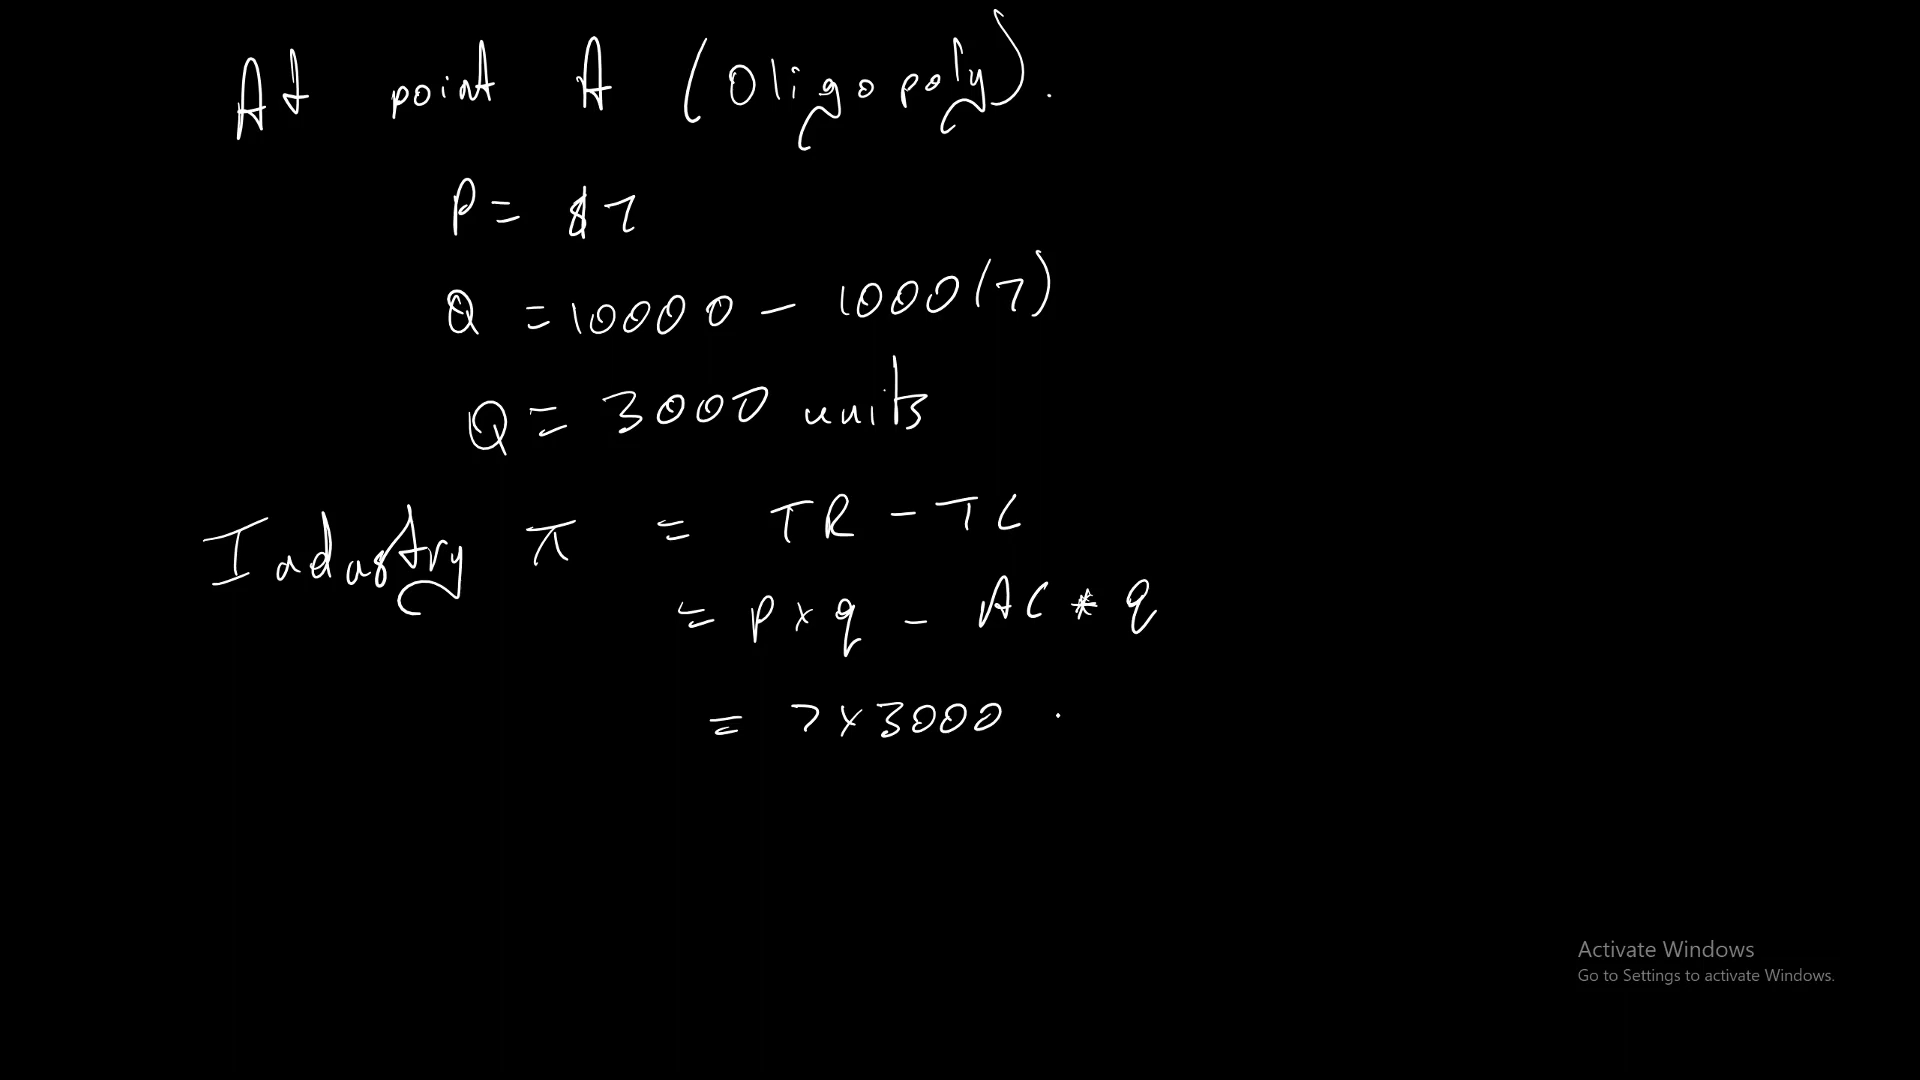 At point A (Oligopoly).
P = $7
Q = 10000 - 1000(7)
Q = 3000 units
Industry π = TR - TC
= P x q - AC * q
= 7 x 3000 .
Activate Windows
Go to Settings to activate Windows.